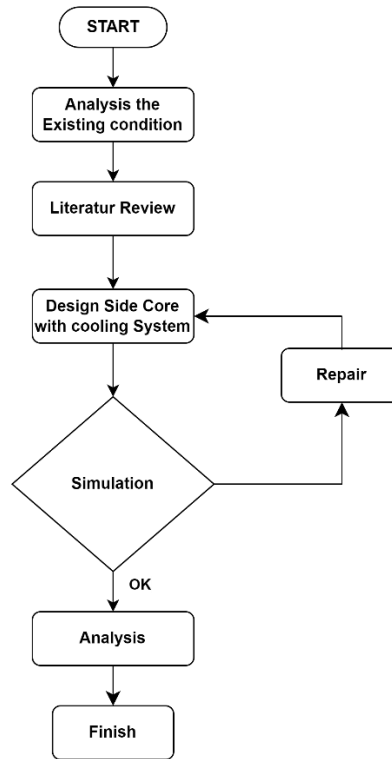 START
Analysis the
Existing condition
Literatur Review
Design Side Core
with cooling System
Repair
Simulation
OK
Analysis
Finish